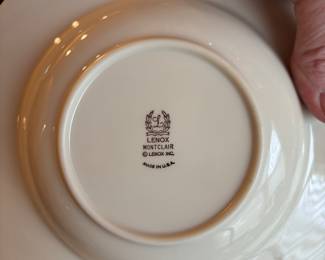 L
LENOX
MONTCLAIR
© LENOX INC.
MADE IN U.S.A.